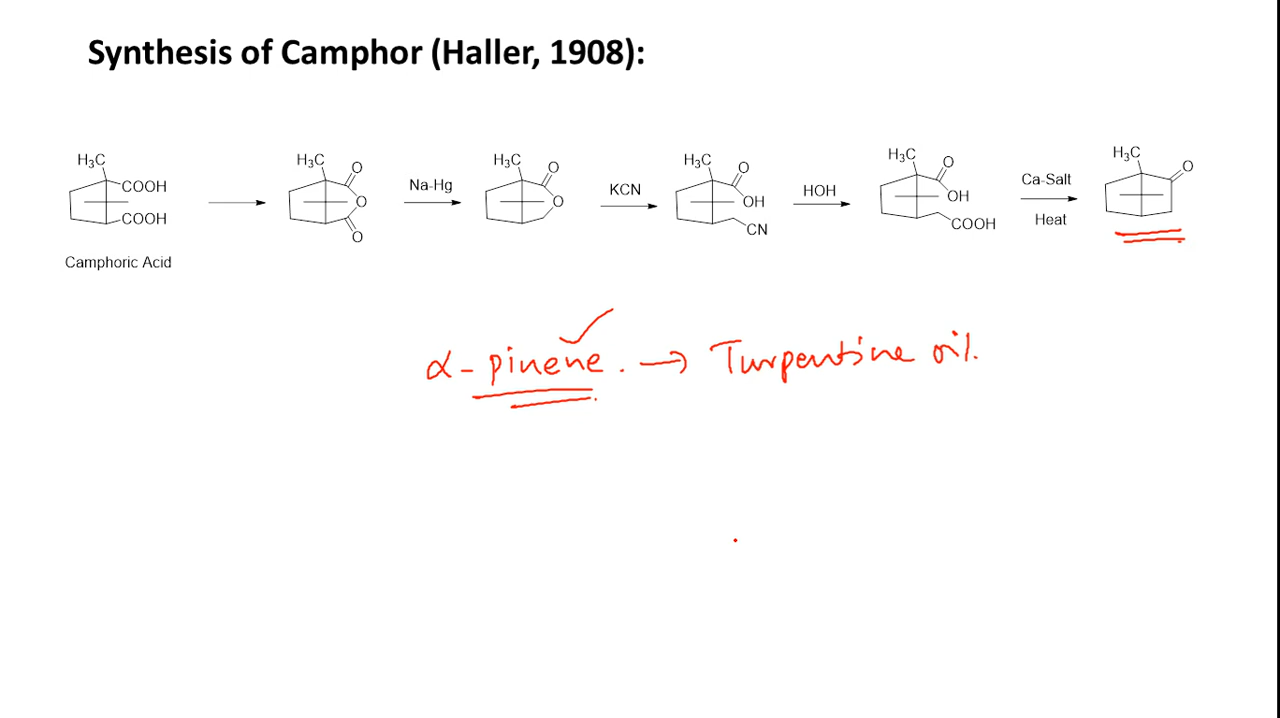 Synthesis of Camphor (Haller, 1908):
H₃C COOH COOH
Camphoric Acid
H₃C O O O
Na-Hg
H₃C O O
KCN
H₃C O OH CN
HOH
H₃C O OH COOH
Ca-Salt
Heat
H₃C O
α-pinene. → Turpentine oil.